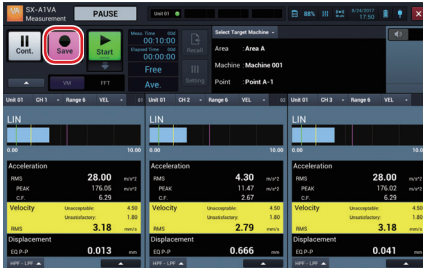 SX-A1VA
Measurement
PAUSE
Unit 01
88%
8/14/2017
17:50
Cont.
Save
Start
Meas Time
00:10:00
Elapsed Time
00:00:00
Free
Ave.
Recall
Setting
Select Target Machine
Area :Area A
Machine :Machine 001
Point :Point A-1
VM FFT
Unit 01 CH 1 Range 6 VEL 01
Unit 01 CH 2 Range 6 VEL 02
Unit 01 CH 3 Range 6 VEL
LIN
0.00 10.00
Acceleration
RMS 28.00 m/s^2
PEAK 176.05 m/s^2
C.F. 6.29
Velocity Unacceptable: 4.50
Unsatisfactory: 1.80
RMS 3.18 mm/s
Displacement
EQ P-P 0.013 mm
HPF - LPF
LIN
0.00 10.00
Acceleration
RMS 4.30 m/s^2
PEAK 11.47 m/s^2
C.F. 2.67
Velocity Unacceptable: 4.50
Unsatisfactory: 1.80
RMS 2.79 mm/s
Displacement
EQ P-P 0.666 mm
HPF - LPF
LIN
0.00 10.00
Acceleration
RMS 28.00 m/s^2
PEAK 176.02 m/s^2
C.F. 6.29
Velocity Unacceptable: 4.50
Unsatisfactory: 1.80
RMS 3.18 mm/s
Displacement
EQ P-P 0.041 mm
HPF - LPF